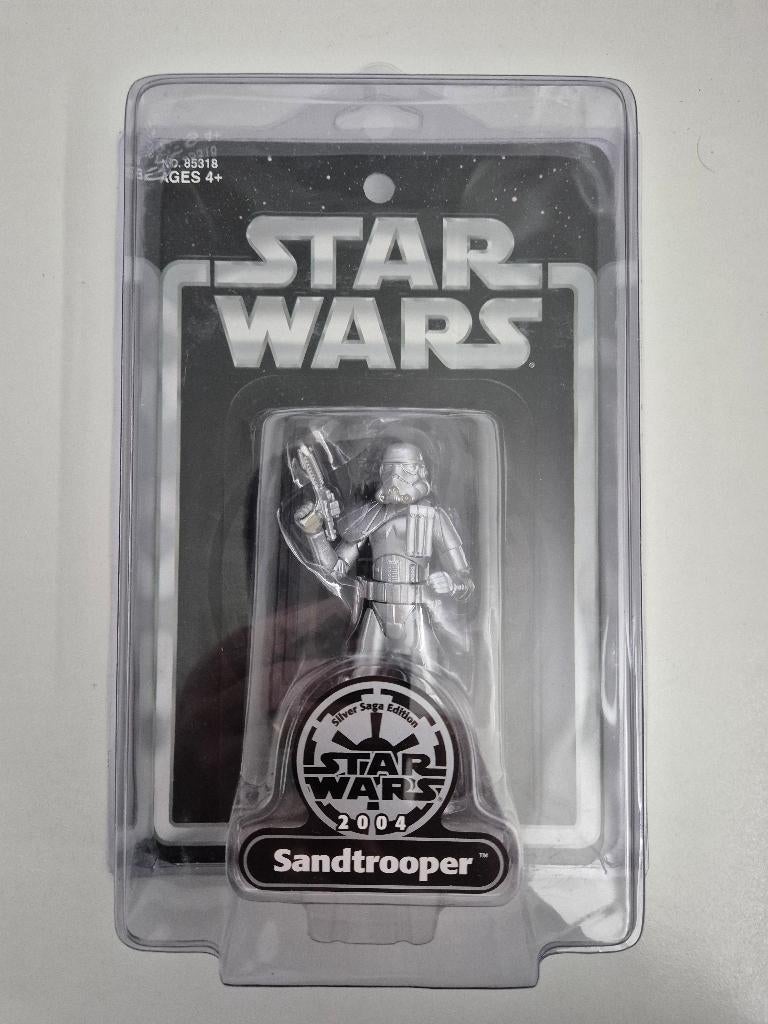 NO. 85318
AGES 4+
STAR
WARS
Silver Saga Edition
STAR
WARS
2004
Sandtrooper™